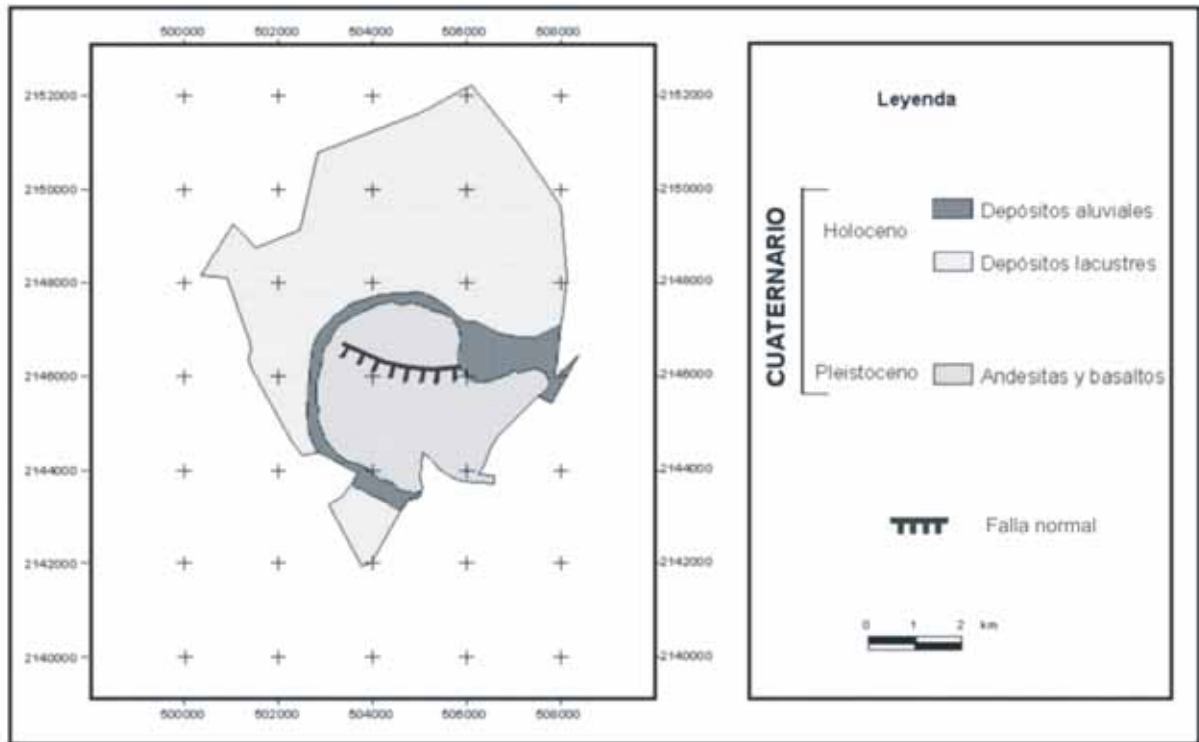 500000 502000 504000 506000 508000
2152000 2152000
2150000 2150000
2148000 2148000
2146000 2146000
2144000 2144000
2142000 2142000
2140000 2140000
500000 502000 504000 506000 508000
Leyenda
CUATERNARIO
Holoceno
Depósitos aluviales
Depósitos lacustres
Pleistoceno
Andesitas y basaltos
Falla normal
0 1 2 km